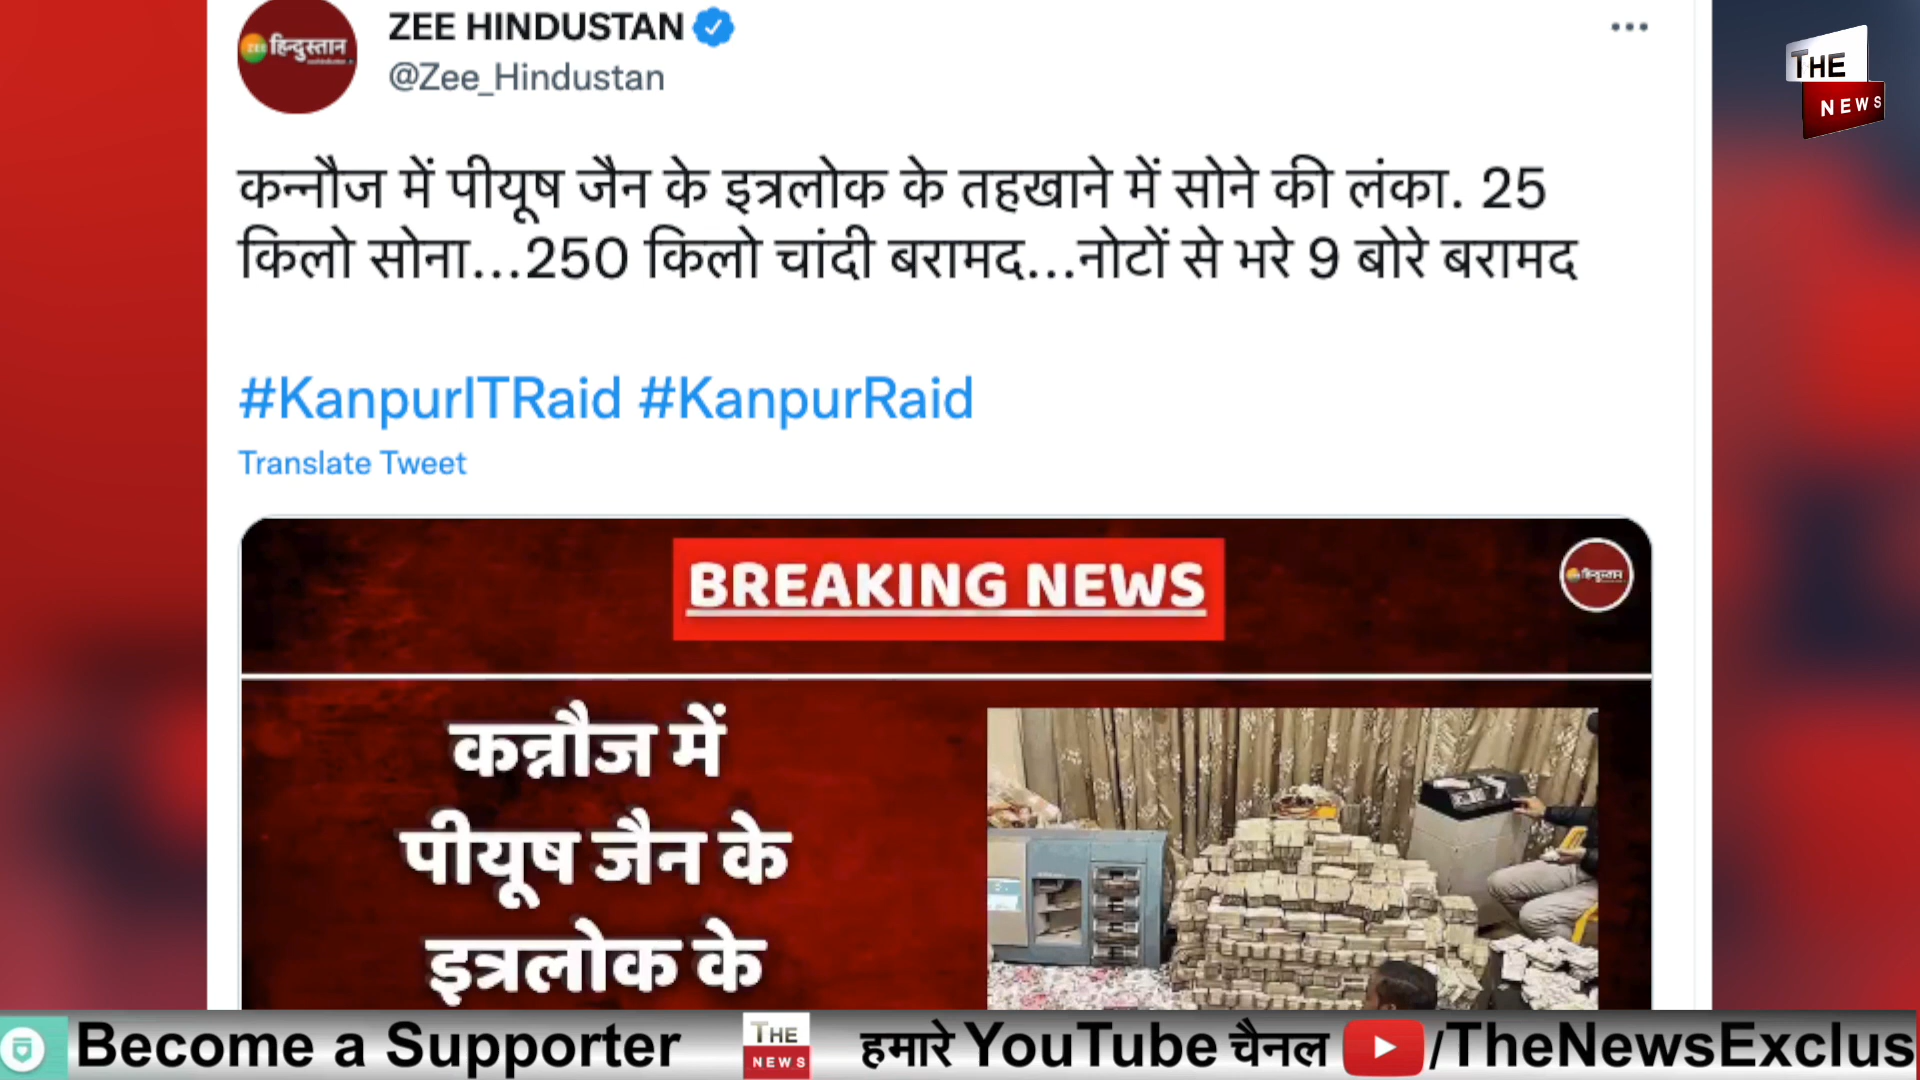 ZEE HINDUSTAN
@Zee_Hindustan
हिन्दुस्तान
THE
NEWS
कन्नौज में पीयूष जैन के इत्रलोक के तहखाने में सोने की लंका. 25
किलो सोना...250 किलो चांदी बरामद...नोटों से भरे 9 बोरे बरामद
#KanpurITRaid #KanpurRaid
Translate Tweet
BREAKING NEWS
हिन्दुस्तान
कन्नौज में
पीयूष जैन के
इत्रलोक के
Become a Supporter THE NEWS हमारे YouTube चैनल /TheNewsExclus